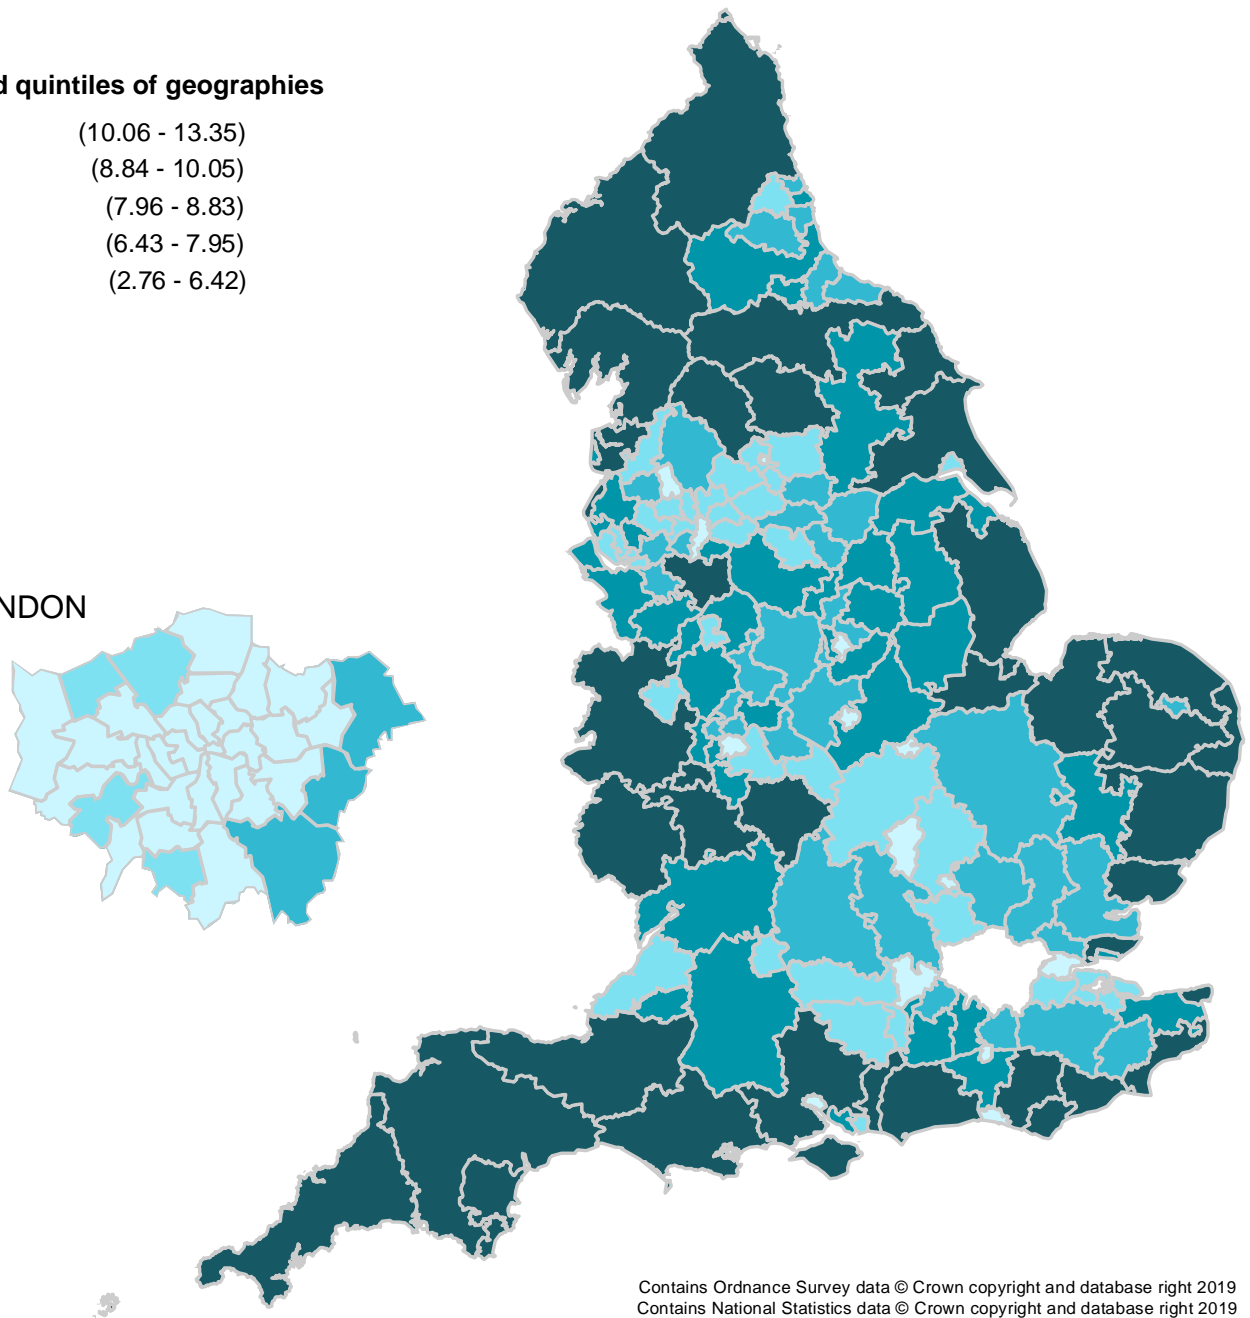 d quintiles of geographies
(10.06 - 13.35)
(8.84 - 10.05)
(7.96 - 8.83)
(6.43 - 7.95)
(2.76 - 6.42)
NDON
Contains Ordnance Survey data © Crown copyright and database right 2019
Contains National Statistics data © Crown copyright and database right 2019